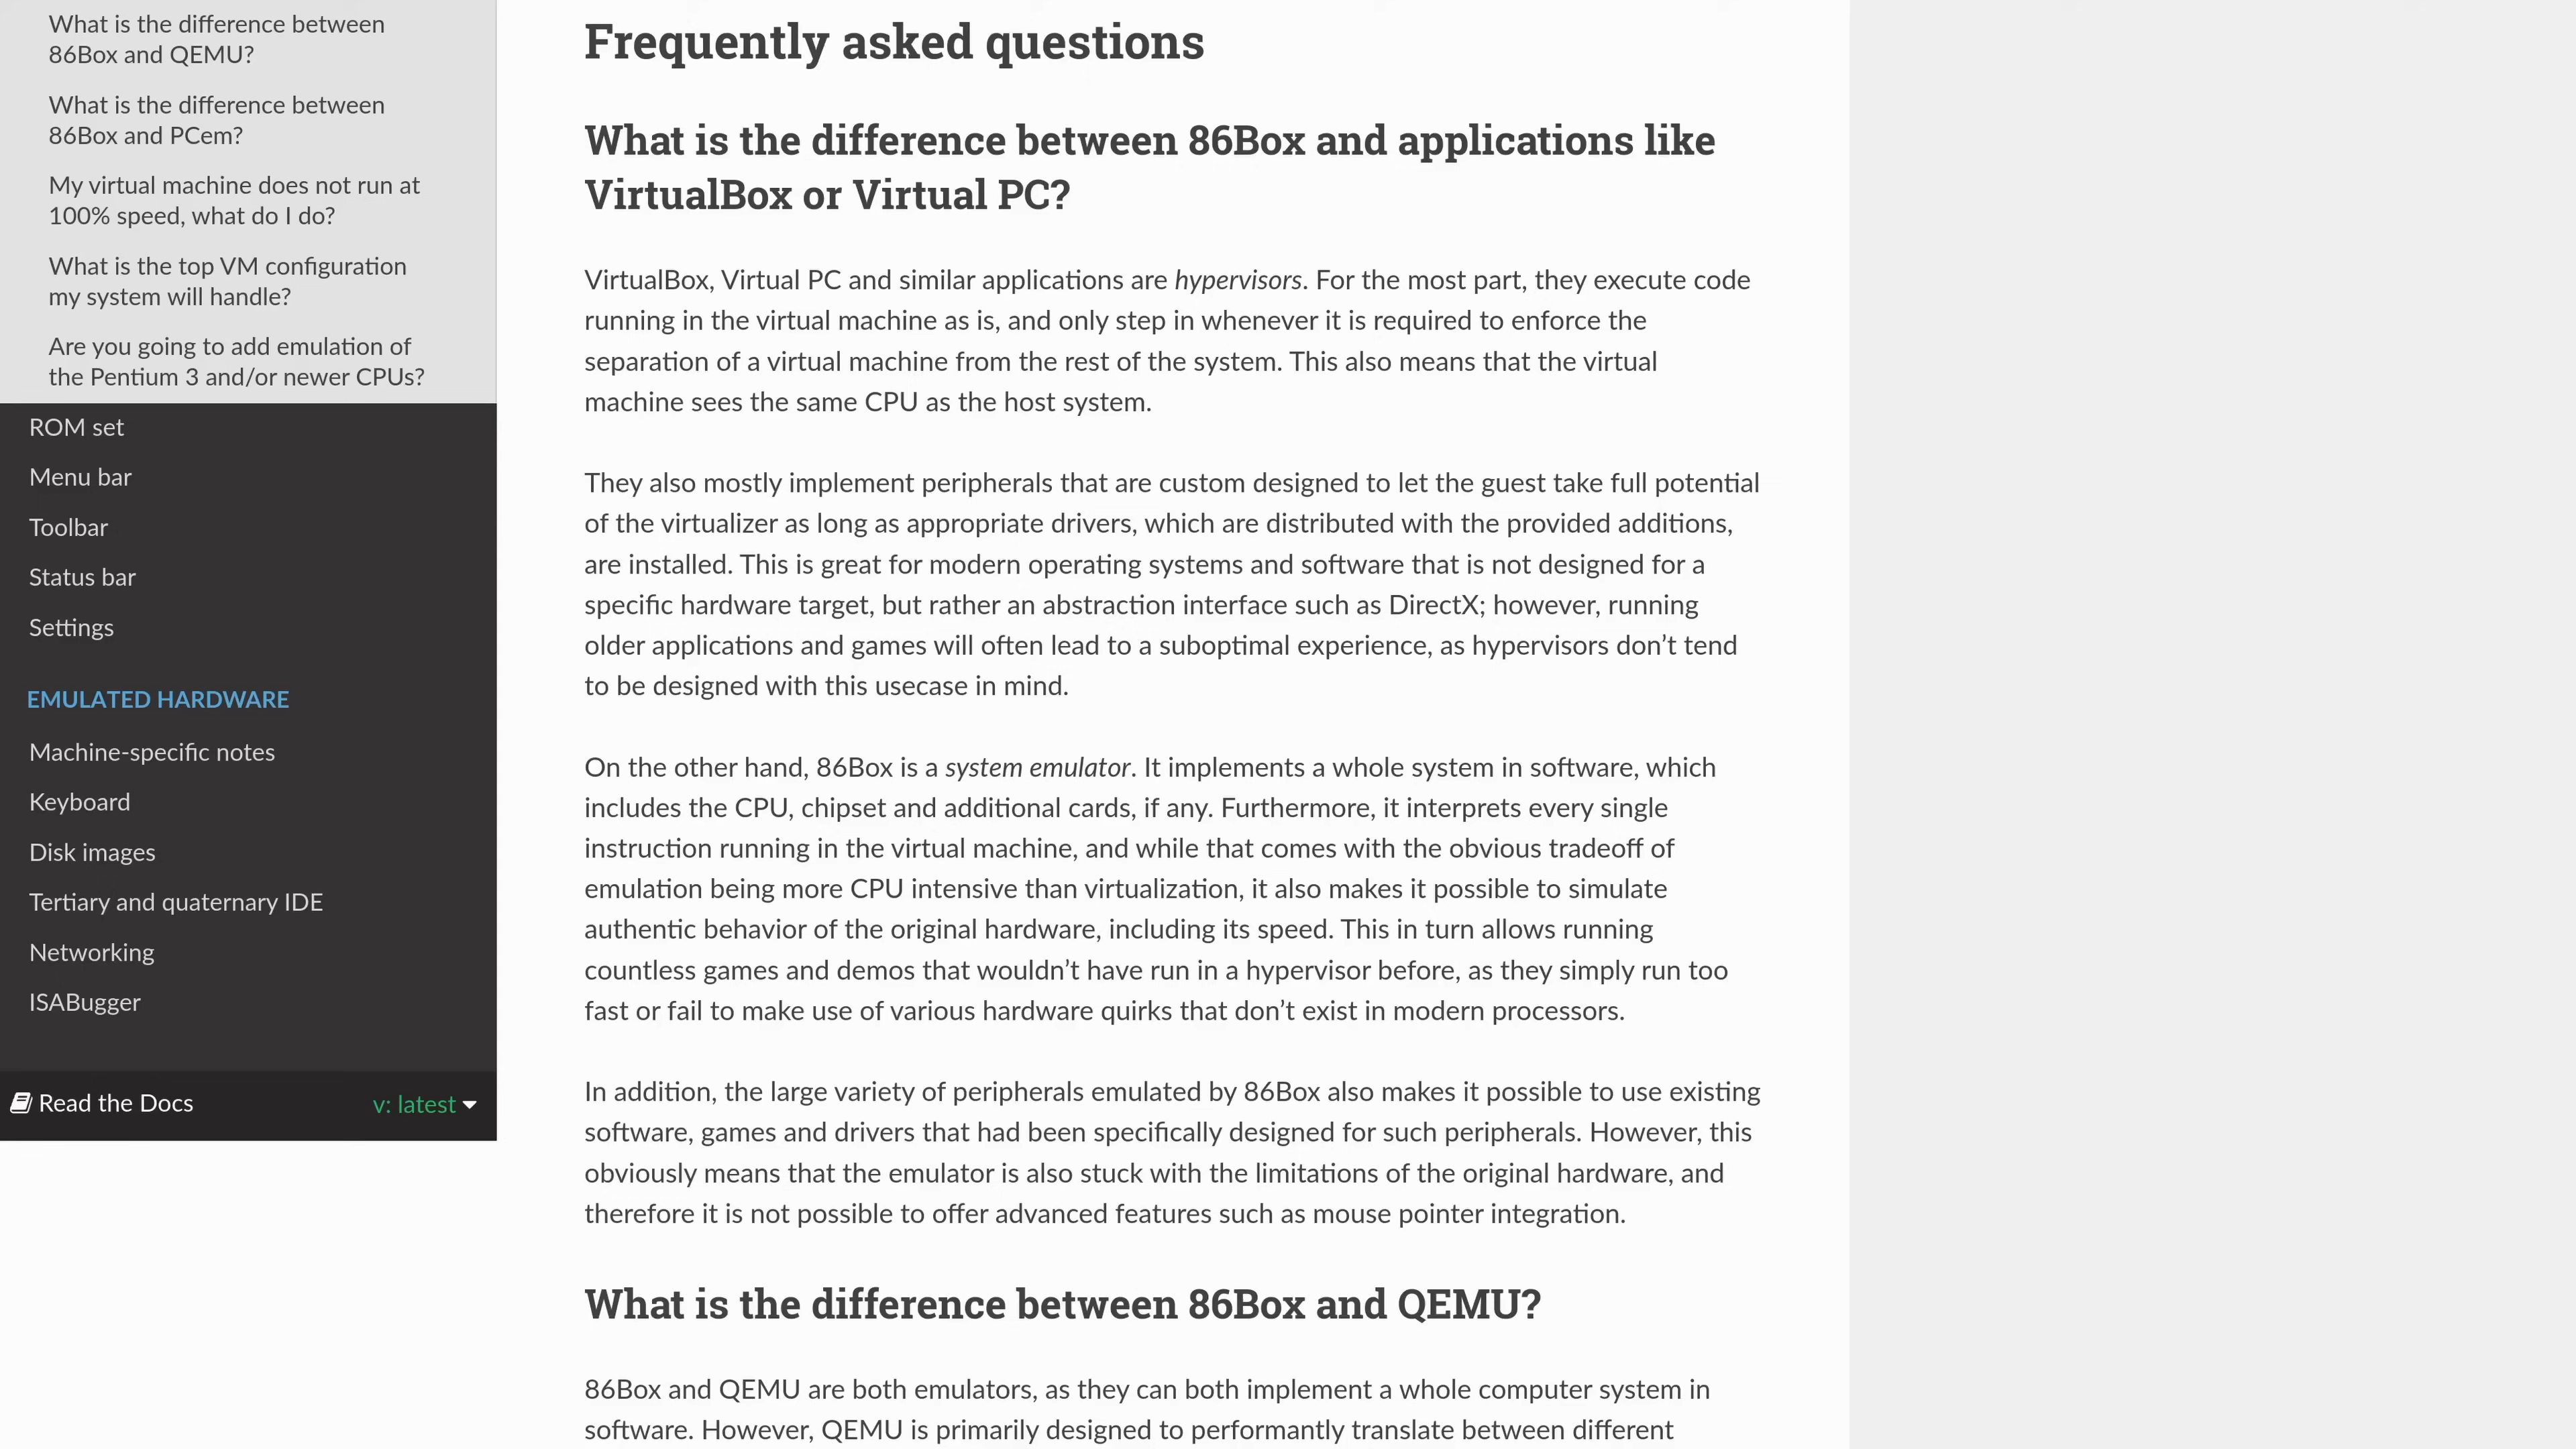 What is the difference between
86Box and QEMU?
What is the difference between
86Box and PCem?
My virtual machine does not run at
100% speed, what do I do?
What is the top VM configuration
my system will handle?
Are you going to add emulation of
the Pentium 3 and/or newer CPUs?
ROM set
Menu bar
Toolbar
Status bar
Settings
EMULATED HARDWARE
Machine-specific notes
Keyboard
Disk images
Tertiary and quaternary IDE
Networking
ISABugger
Read the Docs
v: latest
Frequently asked questions
What is the difference between 86Box and applications like
VirtualBox or Virtual PC?
VirtualBox, Virtual PC and similar applications are hypervisors. For the most part, they execute code
running in the virtual machine as is, and only step in whenever it is required to enforce the
separation of a virtual machine from the rest of the system. This also means that the virtual
machine sees the same CPU as the host system.
They also mostly implement peripherals that are custom designed to let the guest take full potential
of the virtualizer as long as appropriate drivers, which are distributed with the provided additions,
are installed. This is great for modern operating systems and software that is not designed for a
specific hardware target, but rather an abstraction interface such as DirectX; however, running
older applications and games will often lead to a suboptimal experience, as hypervisors don’t tend
to be designed with this usecase in mind.
On the other hand, 86Box is a system emulator. It implements a whole system in software, which
includes the CPU, chipset and additional cards, if any. Furthermore, it interprets every single
instruction running in the virtual machine, and while that comes with the obvious tradeoff of
emulation being more CPU intensive than virtualization, it also makes it possible to simulate
authentic behavior of the original hardware, including its speed. This in turn allows running
countless games and demos that wouldn’t have run in a hypervisor before, as they simply run too
fast or fail to make use of various hardware quirks that don’t exist in modern processors.
In addition, the large variety of peripherals emulated by 86Box also makes it possible to use existing
software, games and drivers that had been specifically designed for such peripherals. However, this
obviously means that the emulator is also stuck with the limitations of the original hardware, and
therefore it is not possible to offer advanced features such as mouse pointer integration.
What is the difference between 86Box and QEMU?
86Box and QEMU are both emulators, as they can both implement a whole computer system in
software. However, QEMU is primarily designed to performantly translate between different